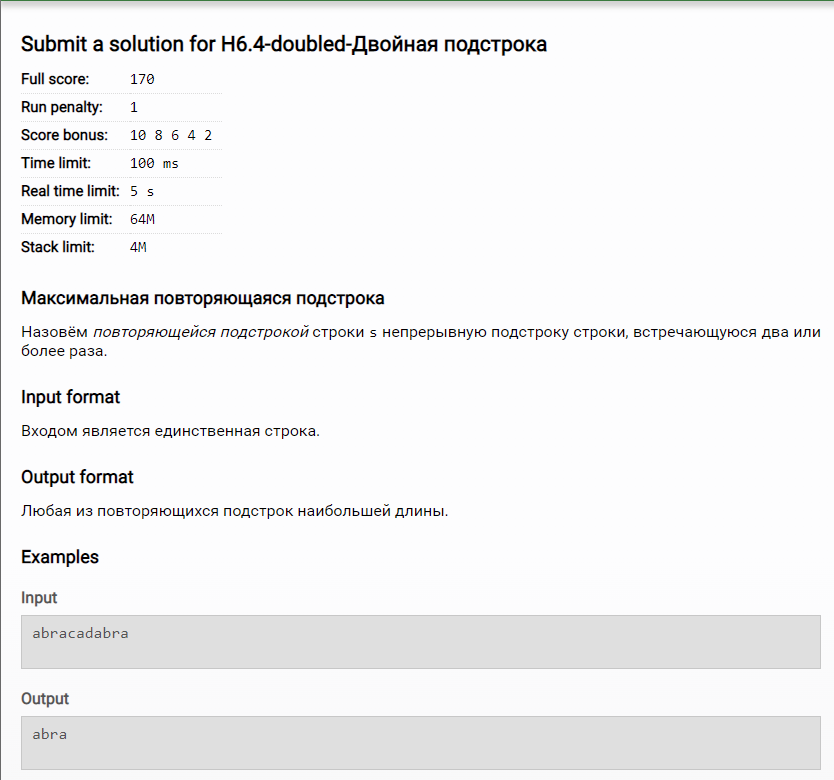 Submit a solution for H6.4-doubled-Двойная подстрока
Full score: 170
Run penalty: 1
Score bonus: 10 8 6 4 2
Time limit: 100 ms
Real time limit: 5 s
Memory limit: 64M
Stack limit: 4M
Максимальная повторяющаяся подстрока
Назовём повторяющейся подстрокой строки s непрерывную подстроку строки, встречающуюся два или
более раза.
Input format
Входом является единственная строка.
Output format
Любая из повторяющихся подстрок наибольшей длины.
Examples
Input
abracadabra
Output
abra